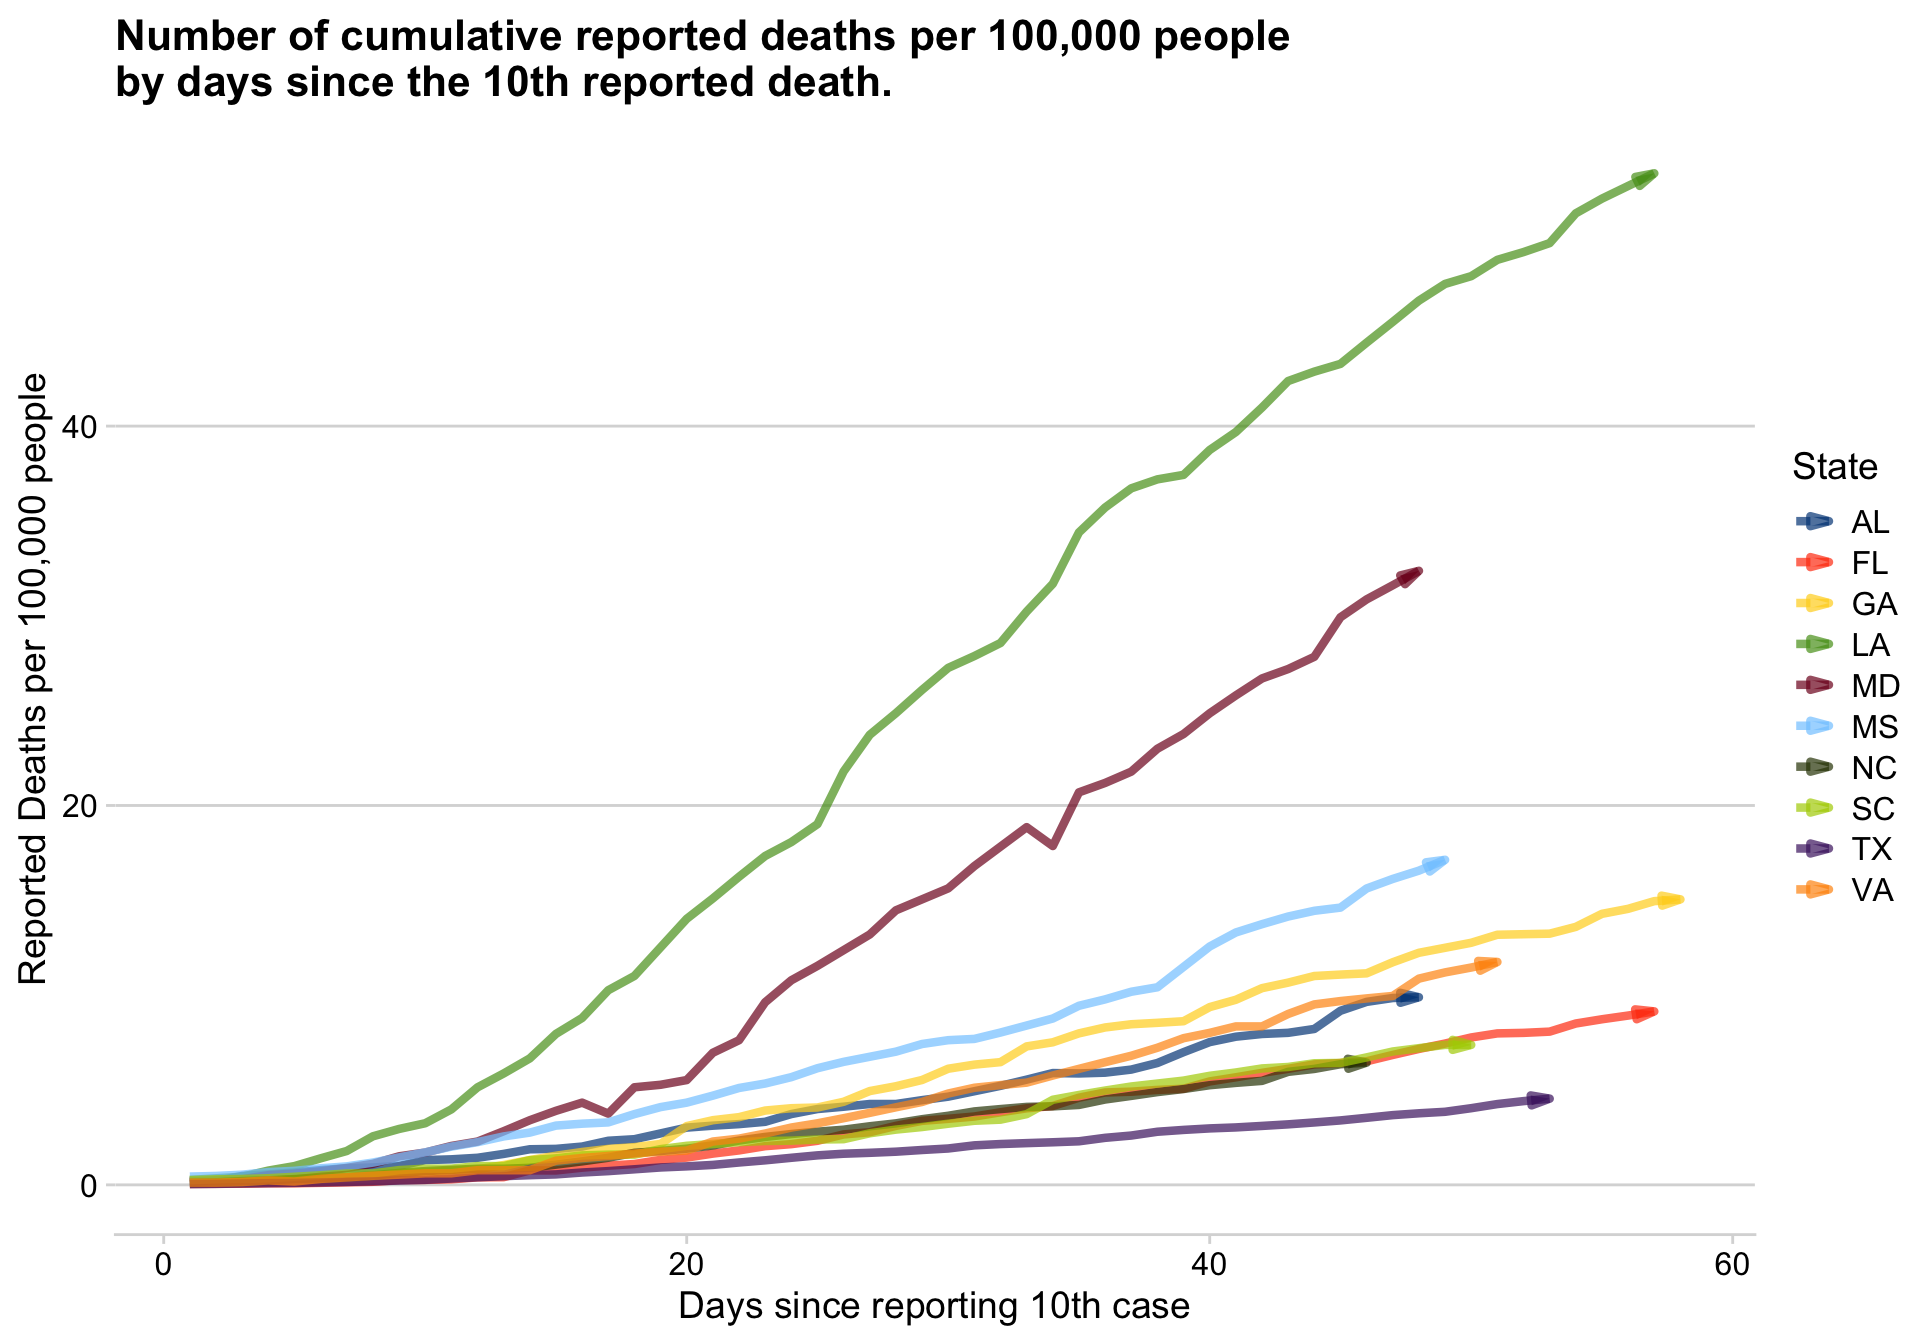 Number of cumulative reported deaths per 100,000 people
by days since the 10th reported death.
Reported Deaths per 100,000 people
40
20
0
0 20 40 60
Days since reporting 10th case
State
AL
FL
GA
LA
MD
MS
NC
SC
TX
VA